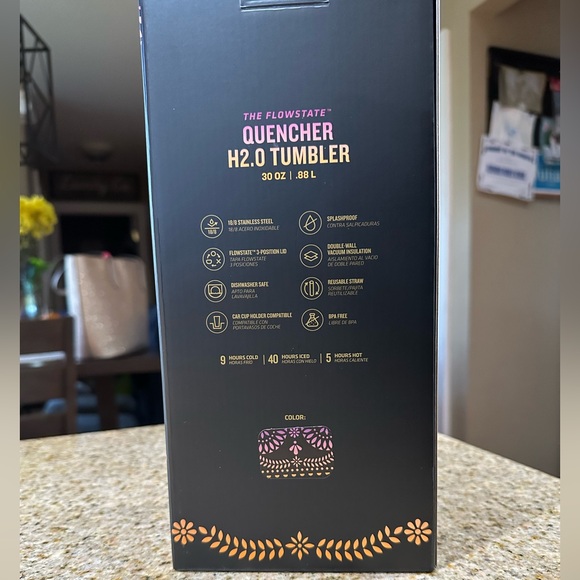 THE FLOWSTATE™
QUENCHER
H2.0 TUMBLER
30 OZ | .88 L
18/8 STAINLESS STEEL
18/8 ACERO INOXIDABLE
18/8
SPLASHPROOF
CONTRA SALPICADURAS
FLOWSTATE™ 3-POSITION LID
TAPA FLOWSTATE
3 POSICIONES
DOUBLE-WALL
VACUUM INSULATION
AISLAMIENTO AL VACÍO
DE DOBLE PARED
DISHWASHER SAFE
APTO PARA
LAVAVAJILLA
REUSABLE STRAW
SORBETE/PAJITA
REUTILIZABLE
CAR CUP HOLDER COMPATIBLE
COMPATIBLE CON
PORTAVASOS DE COCHE
BPA FREE
LIBRE DE BPA
9 HOURS COLD
HORAS FRÍO
40 HOURS ICED
HORAS CON HIELO
5 HOURS HOT
HORAS CALIENTE
COLOR: